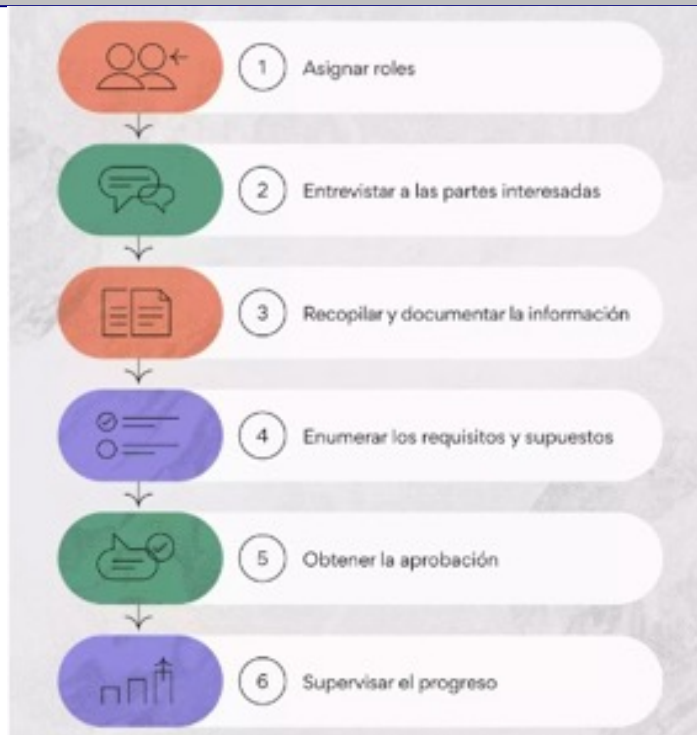 1 Asignar roles
2 Entrevistar a las partes interesadas
3 Recopilar y documentar la información
4 Enumerar los requisitos y supuestos
5 Obtener la aprobación
6 Supervisar el progreso